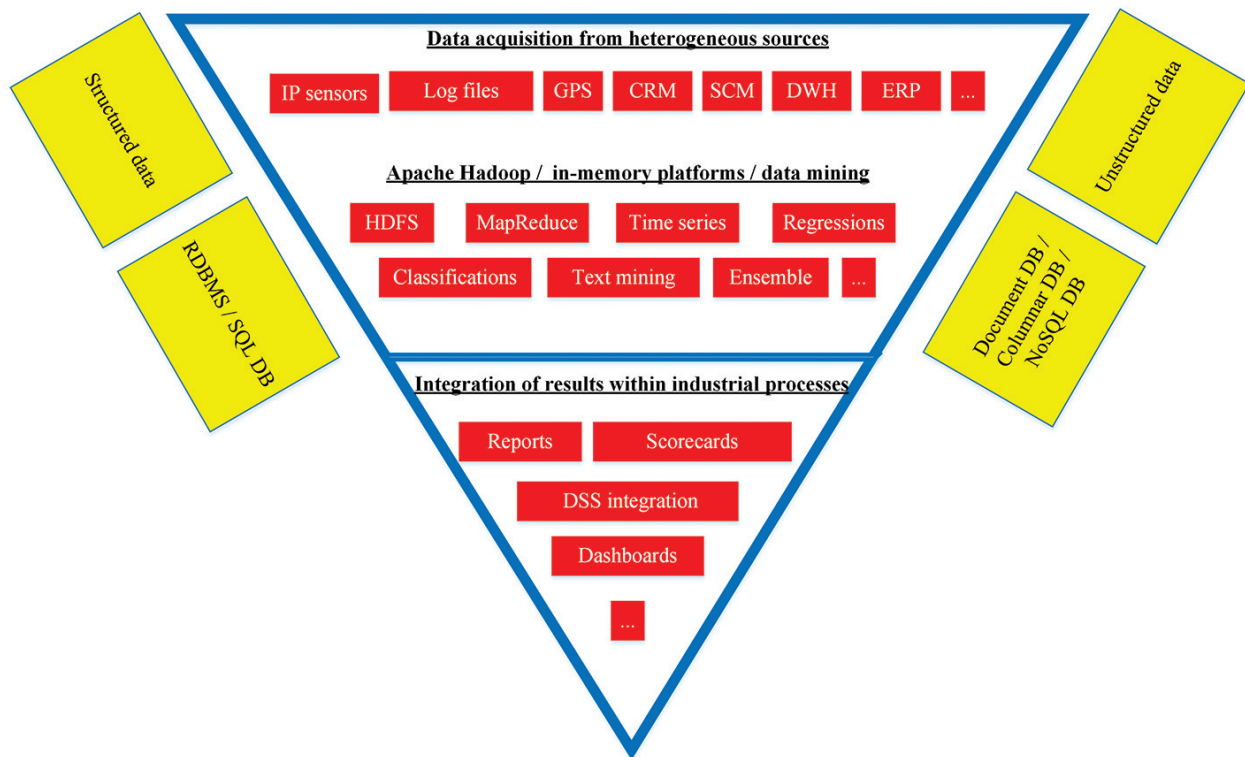 Data acquisition from heterogeneous sources
IP sensors
Log files
GPS
CRM
SCM
DWH
ERP
...
Structured data
Unstructured data
Apache Hadoop / in-memory platforms / data mining
HDFS
MapReduce
Time series
Regressions
Classifications
Text mining
Ensemble
...
RDBMS / SQL DB
Document DB /
Columnar DB /
NoSQL DB
Integration of results within industrial processes
Reports
Scorecards
DSS integration
Dashboards
...